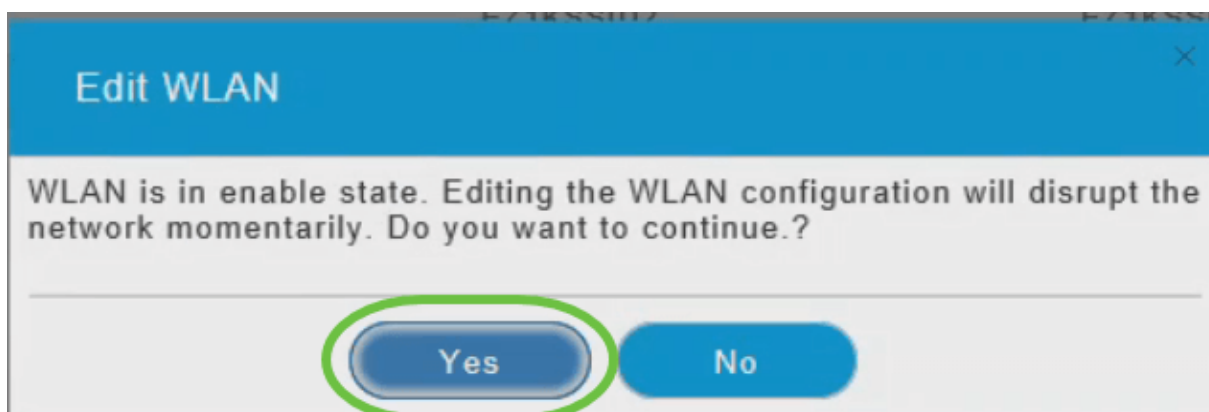 Edit WLAN
WLAN is in enable state. Editing the WLAN configuration will disrupt the
network momentarily. Do you want to continue.?
Yes No